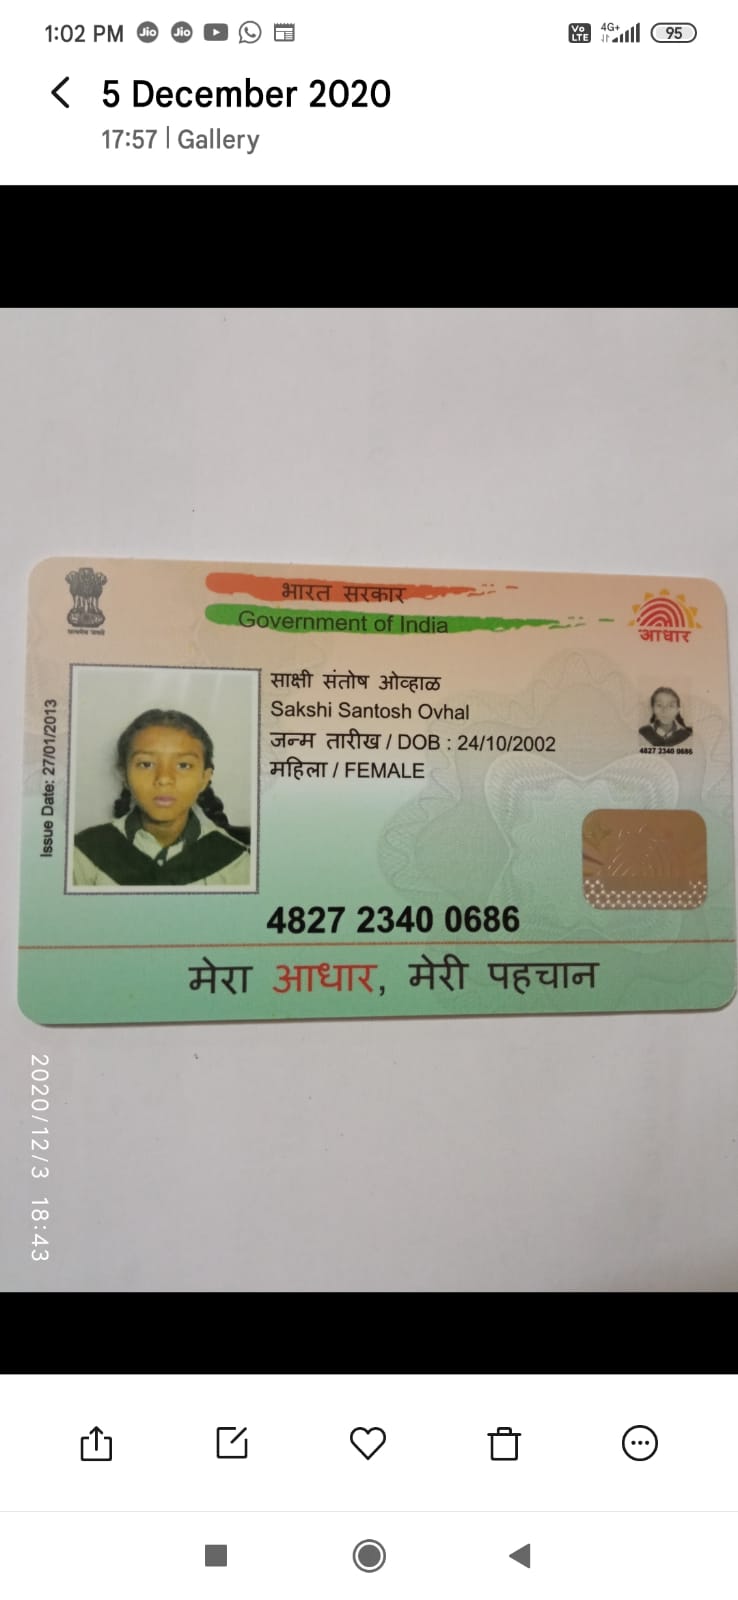 1:02 PM
Jio Jio
Vo LTE 4G+ 95
5 December 2020
17:57 | Gallery
भारत सरकार
Government of India
आधार
Issue Date: 27/01/2013
साक्षी संतोष ओव्हाळ
Sakshi Santosh Ovhal
जन्म तारीख / DOB : 24/10/2002
महिला / FEMALE
4827 2340 0686
4827 2340 0686
मेरा आधार, मेरी पहचान
2020/12/3 18:43